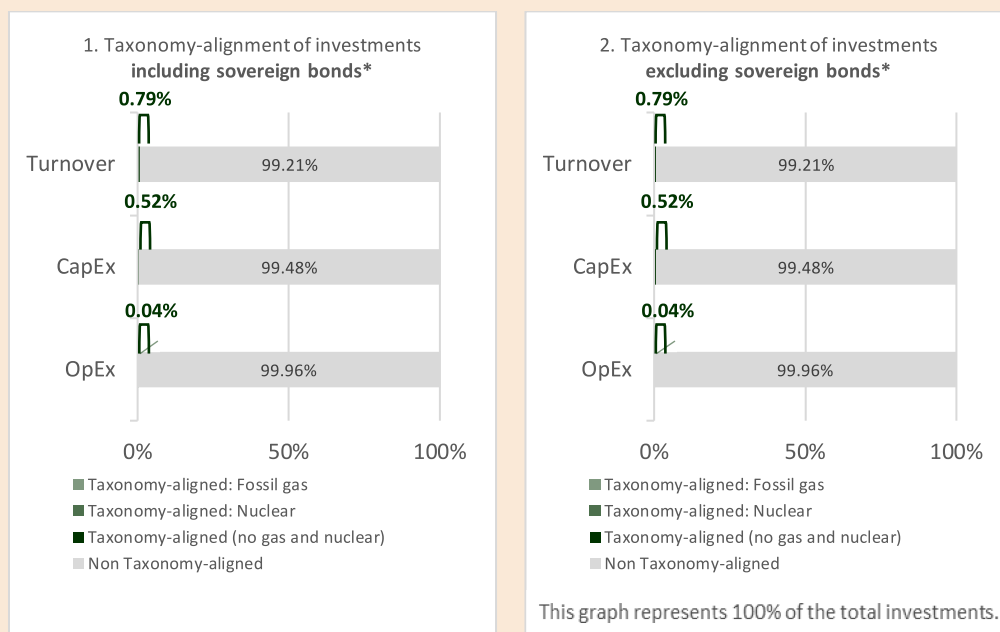 1. Taxonomy-alignment of investments
including sovereign bonds*
0.79%
Turnover
99.21%
0.52%
CapEx
99.48%
0.04%
OpEx
99.96%
0%
50%
100%
Taxonomy-aligned: Fossil gas
Taxonomy-aligned: Nuclear
Taxonomy-aligned (no gas and nuclear)
Non Taxonomy-aligned
2. Taxonomy-alignment of investments
excluding sovereign bonds*
0.79%
Turnover
99.21%
0.52%
CapEx
99.48%
0.04%
OpEx
99.96%
0%
50%
100%
Taxonomy-aligned: Fossil gas
Taxonomy-aligned: Nuclear
Taxonomy-aligned (no gas and nuclear)
Non Taxonomy-aligned
This graph represents 100% of the total investments.